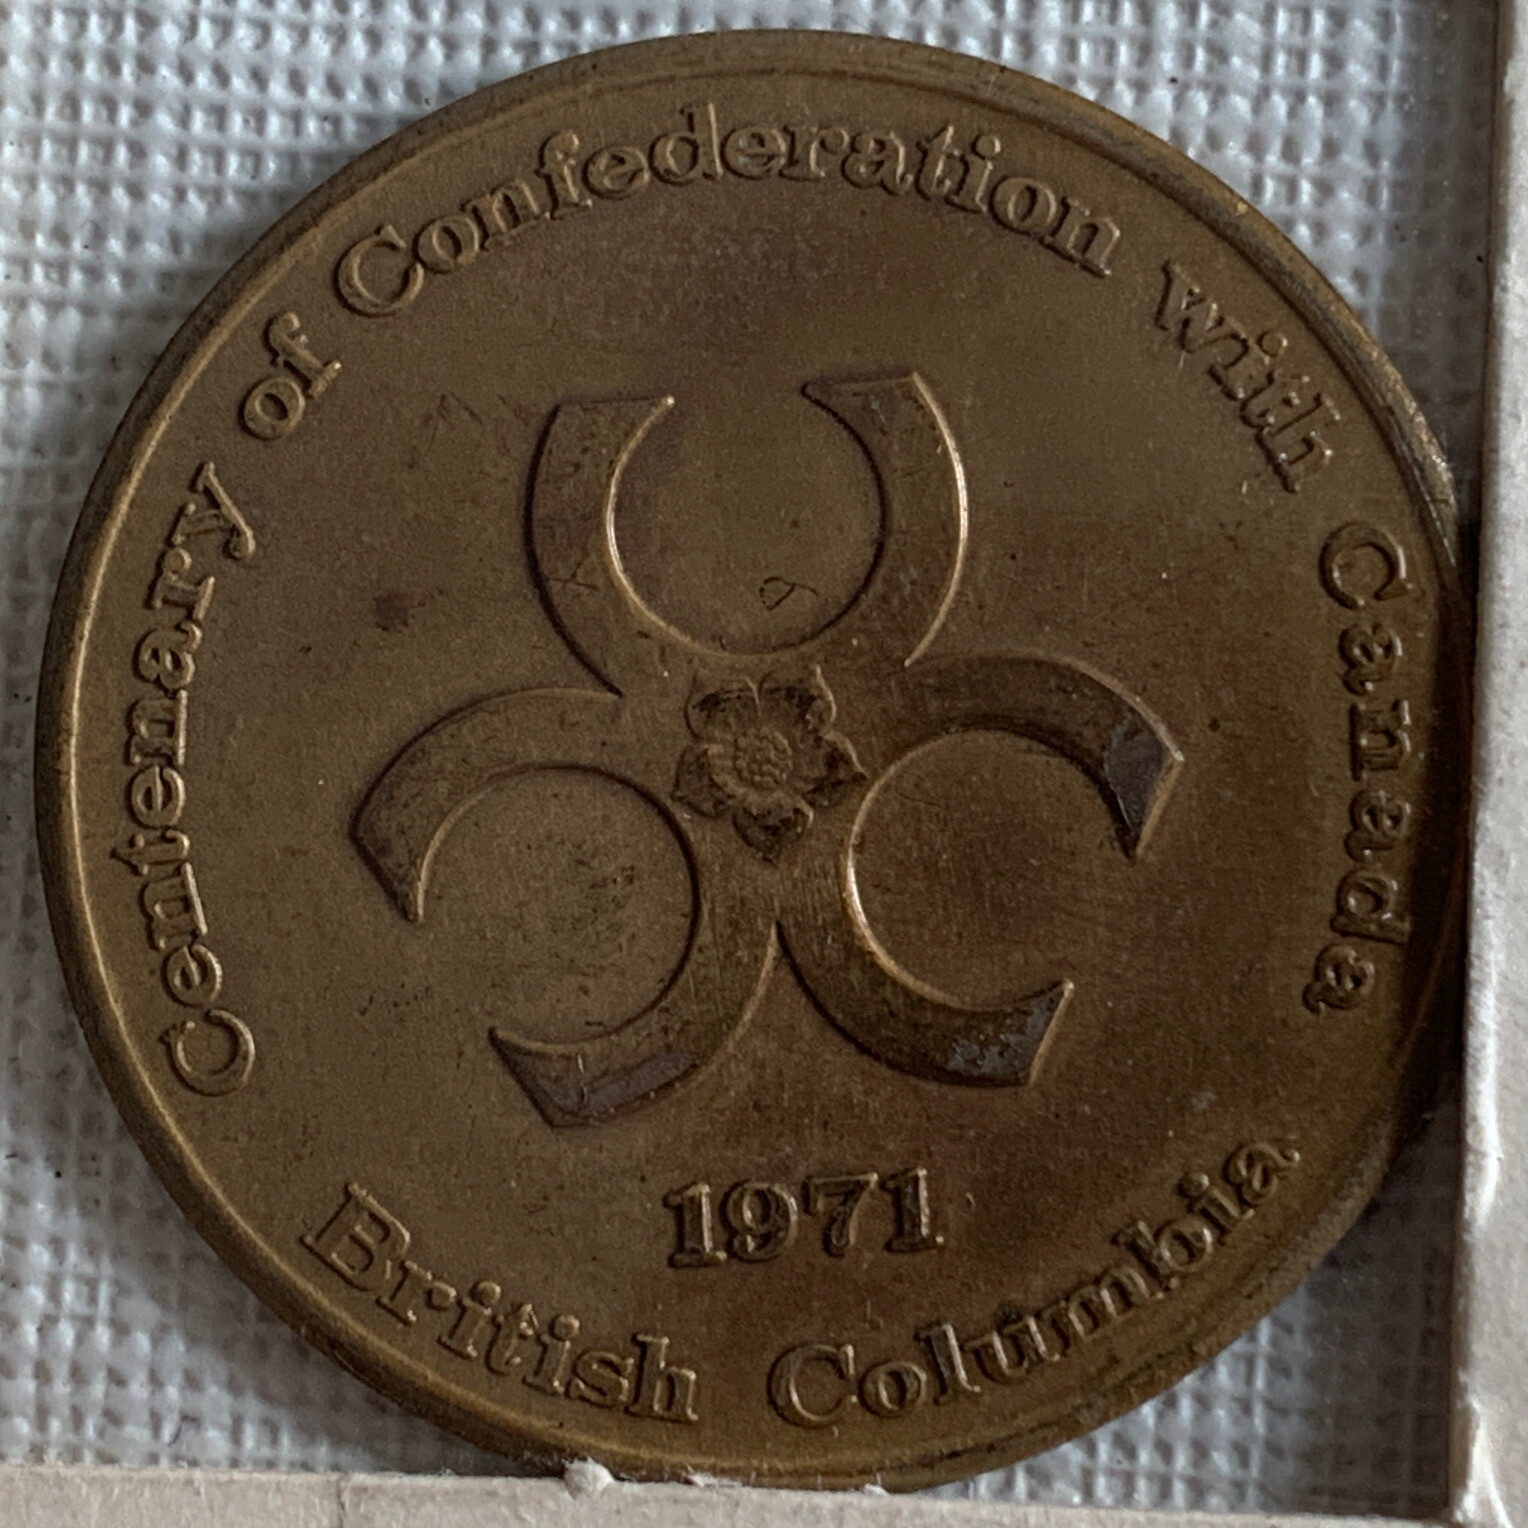 Centenary of Confederation with Canada
1971
British Columbia